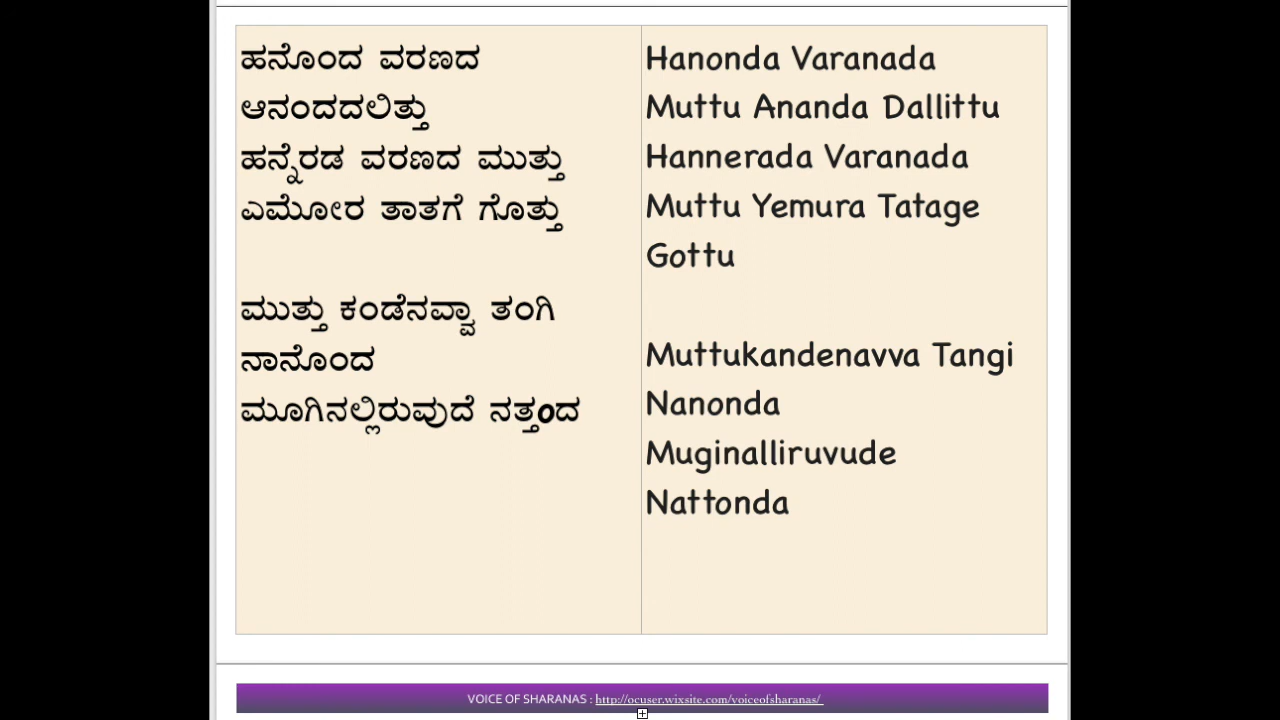 ಹನೊಂದ ವರಣದ
ಆನಂದದಲಿತ್ತು
ಹನ್ನೆರಡ ವರಣದ ಮುತ್ತು
ಎಮೋರ ತಾತಗೆ ಗೊತ್ತು
ಮುತ್ತು ಕಂಡೆನವ್ವಾ ತಂಗಿ
ನಾನೊಂದ
ಮೂಗಿನಲ್ಲಿರುವುದೆ ನತ್ತoದ
Hanonda Varanada
Muttu Ananda Dallittu
Hannerada Varanada
Muttu Yemura Tatage
Gottu
Muttukandenavva Tangi
Nanonda
Muginalliruvude
Nattonda
VOICE OF SHARANAS : http://ocuser.wixsite.com/voiceofsharanas/